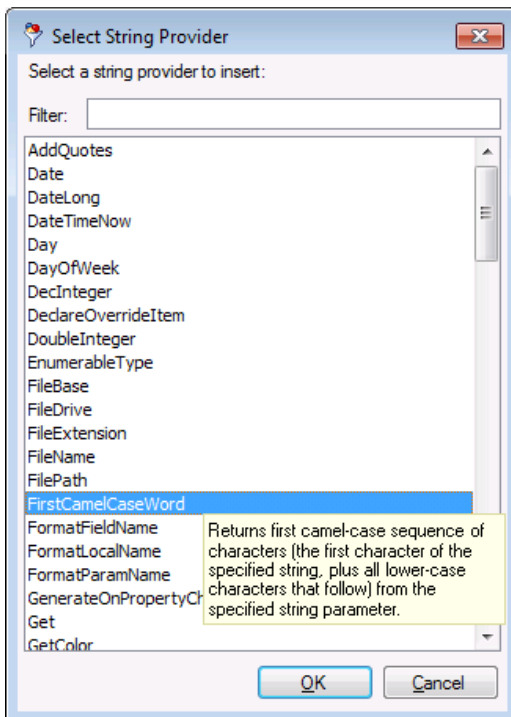 Select String Provider
Select a string provider to insert:
Filter:
AddQuotes
Date
DateLong
DateTimeNow
Day
DayOfWeek
DecInteger
DeclareOverrideItem
DoubleInteger
EnumerableType
FileBase
FileDrive
FileExtension
FileName
FilePath
FirstCamelCaseWord
FormatFieldName
FormatLocalName
FormatParamName
GenerateOnPropertyCh
Get
GetColor
Returns first camel-case sequence of
characters (the first character of the
specified string, plus all lower-case
characters that follow) from the
specified string parameter.
OK
Cancel